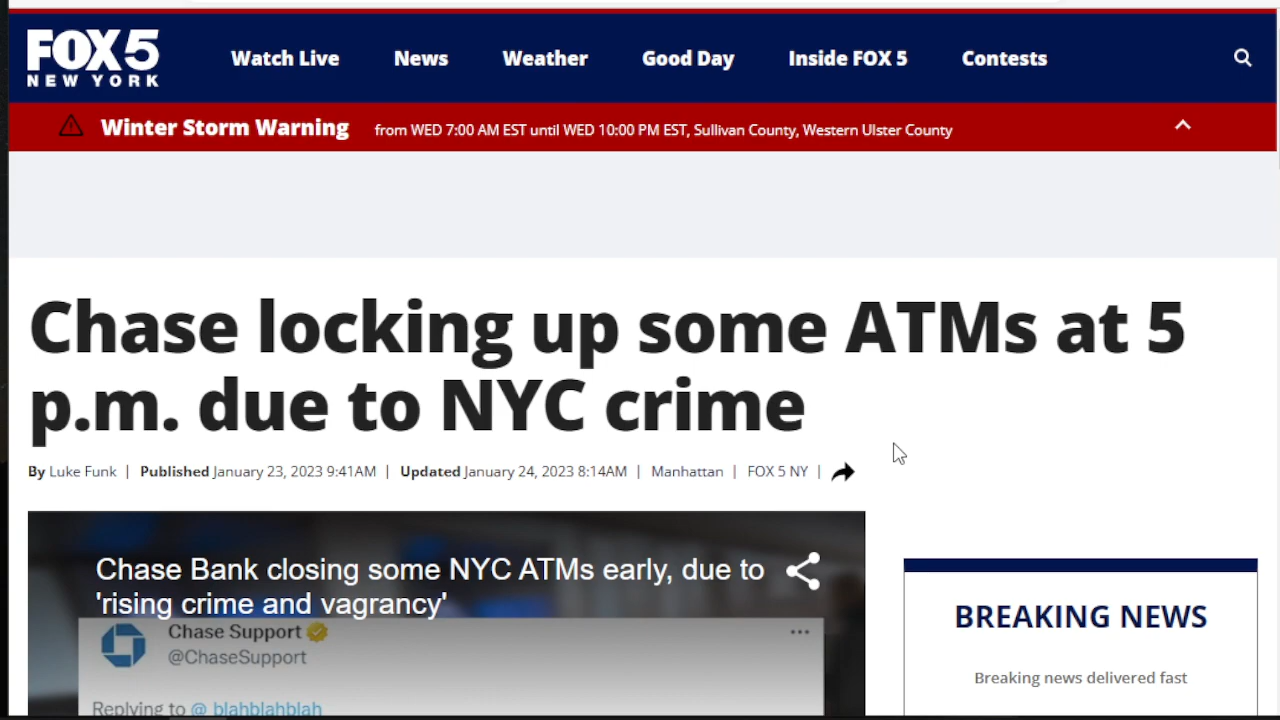 FOX 5
NEW YORK
Watch Live News Weather Good Day Inside FOX 5 Contests
Winter Storm Warning from WED 7:00 AM EST until WED 10:00 PM EST, Sullivan County, Western Ulster County
Chase locking up some ATMs at 5
p.m. due to NYC crime
By Luke Funk | Published January 23, 2023 9:41AM | Updated January 24, 2023 8:14AM | Manhattan | FOX 5 NY |
Chase Bank closing some NYC ATMs early, due to
'rising crime and vagrancy'
Chase Support
@ChaseSupport
Replying to @ blahblahblah
BREAKING NEWS
Breaking news delivered fast